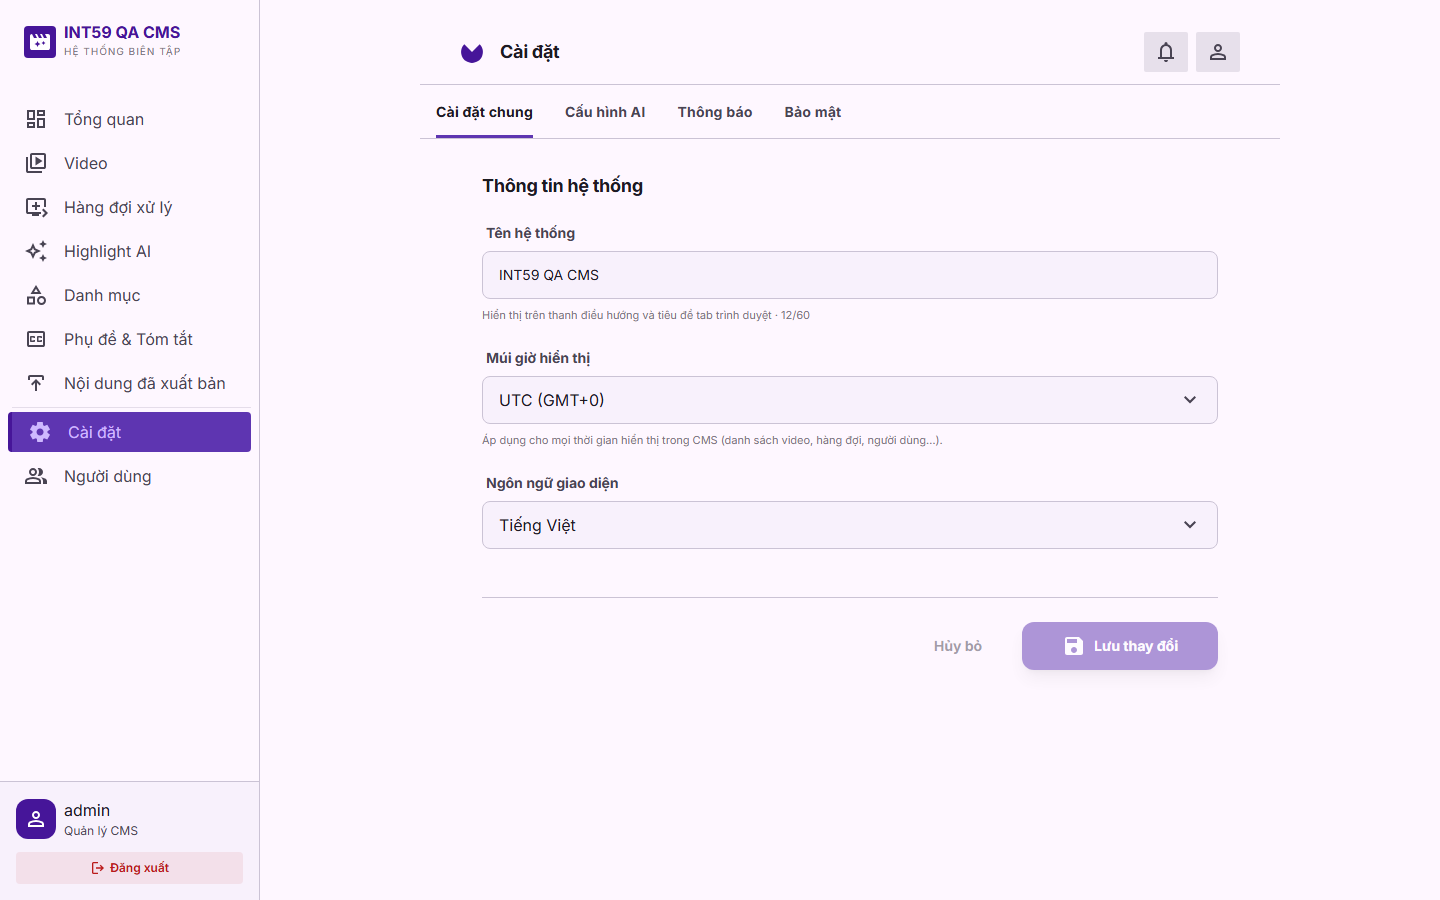 INT59 QA CMS
HỆ THỐNG BIÊN TẬP
Tổng quan
Video
Hàng đợi xử lý
Highlight AI
Danh mục
Phụ đề & Tóm tắt
Nội dung đã xuất bản
Cài đặt
Người dùng
admin
Quản lý CMS
Đăng xuất
Cài đặt
Cài đặt chung
Cấu hình AI
Thông báo
Bảo mật
Thông tin hệ thống
Tên hệ thống
INT59 QA CMS
Hiển thị trên thanh điều hướng và tiêu đề tab trình duyệt · 12/60
Múi giờ hiển thị
UTC (GMT+0)
Áp dụng cho mọi thời gian hiển thị trong CMS (danh sách video, hàng đợi, người dùng...).
Ngôn ngữ giao diện
Tiếng Việt
Hủy bỏ
Lưu thay đổi